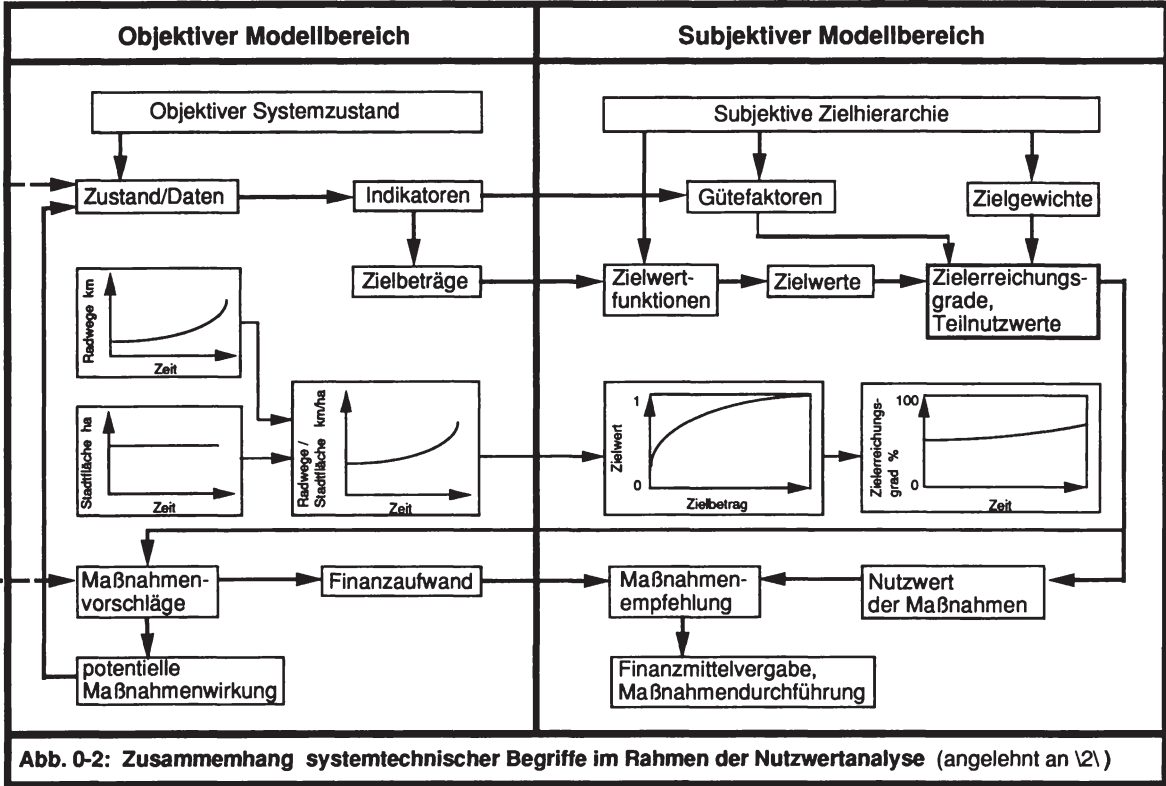 Objektiver Modellbereich
Subjektiver Modellbereich
Objektiver Systemzustand
Subjektive Zielhierarchie
Zustand/Daten
Indikatoren
Gütefaktoren
Zielgewichte
Zielbeträge
Zielwert-
funktionen
Zielwerte
Zielerreichungs-
grade,
Teilnutzwerte
Radwege km
Zeit
Stadtfläche ha
Zeit
Radwege /
Stadtfläche km/ha
Zeit
Zielwert
1
0
Zielbetrag
Zielerreichungs-
grad %
100
0
Zeit
Maßnahmen-
vorschläge
Finanzaufwand
Maßnahmen-
empfehlung
Nutzwert
der Maßnahmen
potentielle
Maßnahmenwirkung
Finanzmittelvergabe,
Maßnahmendurchführung
Abb. 0-2: Zusammemhang systemtechnischer Begriffe im Rahmen der Nutzwertanalyse (angelehnt an \2\)